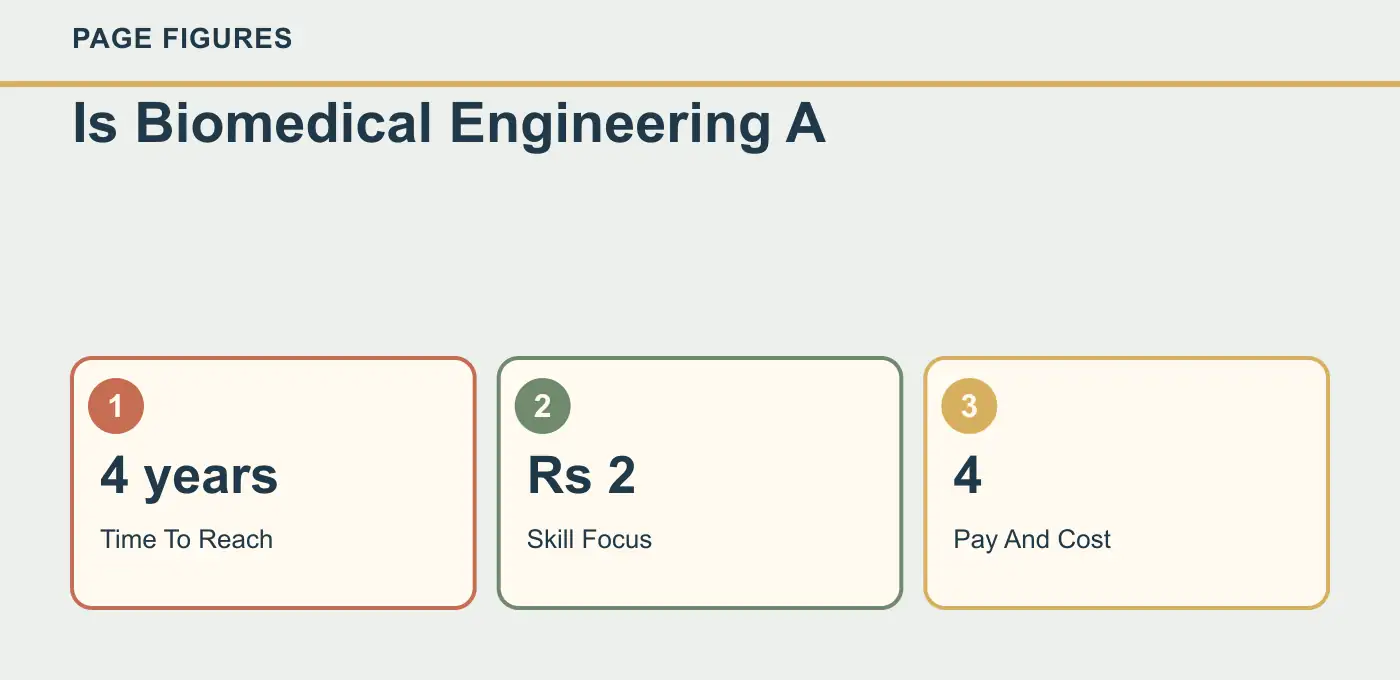 PAGE FIGURES
Is Biomedical Engineering A
1
4 years
Time To Reach
2
Rs 2
Skill Focus
3
4
Pay And Cost